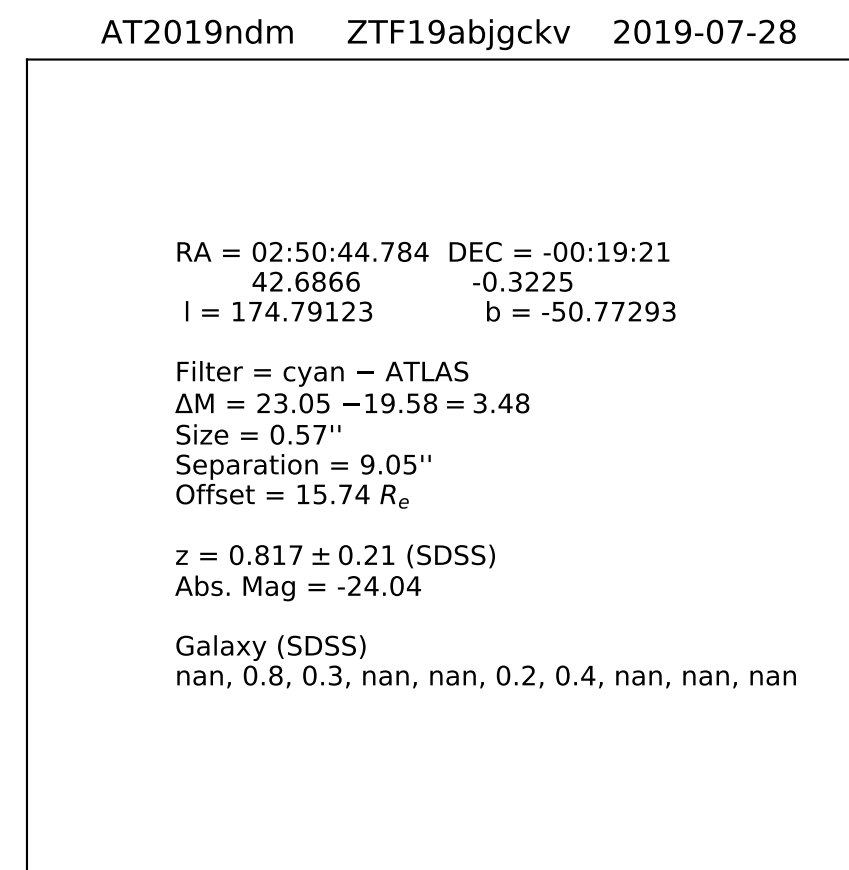 AT2019ndm ZTF19abjgckv 2019-07-28
RA = 02:50:44.784 DEC = -00:19:21
42.6866 -0.3225
l = 174.79123 b = -50.77293
Filter = cyan − ATLAS
ΔM = 23.05 −19.58 = 3.48
Size = 0.57''
Separation = 9.05''
Offset = 15.74 Re
z = 0.817 ± 0.21 (SDSS)
Abs. Mag = -24.04
Galaxy (SDSS)
nan, 0.8, 0.3, nan, nan, 0.2, 0.4, nan, nan, nan